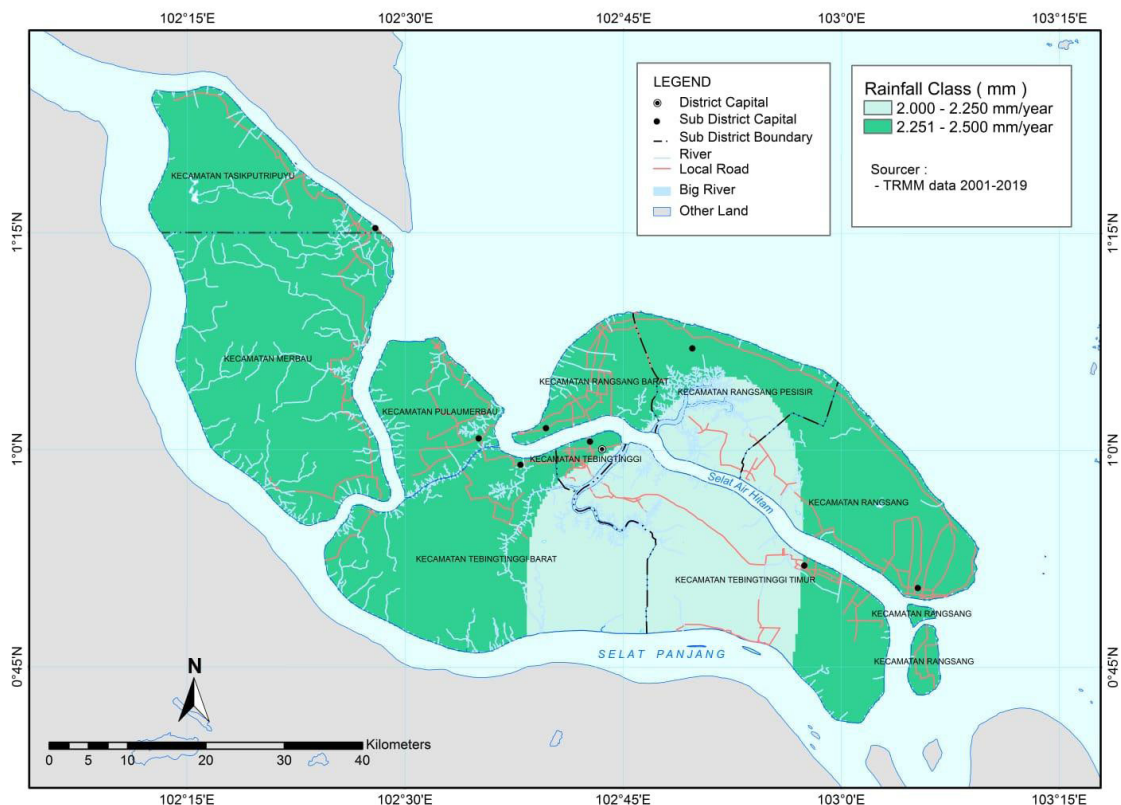 102°15'E 102°30'E 102°45'E 103°0'E 103°15'E
LEGEND
District Capital
Sub District Capital
Sub District Boundary
River
Local Road
Big River
Other Land
Rainfall Class ( mm )
2.000 - 2.250 mm/year
2.251 - 2.500 mm/year
Sourcer :
- TRMM data 2001-2019
KECAMATAN TASIKPUTRIPUYU
1°15'N 1°15'N
KECAMATAN MERBAU
KECAMATAN RANGSANG BARAT
KECAMATAN RANGSANG PESISIR
KECAMATAN PULAUMERBAU
1°0'N 1°0'N
KECAMATAN TEBINGTINGGI
Selat Air Hitam
KECAMATAN RANGSANG
KECAMATAN TEBINGTINGGI BARAT
KECAMATAN TEBINGTINGGI TIMUR
KECAMATAN RANGSANG
SELAT PANJANG
KECAMATAN RANGSANG
0°45'N 0°45'N
N
Kilometers
0 5 10 20 30 40
102°15'E 102°30'E 102°45'E 103°0'E 103°15'E